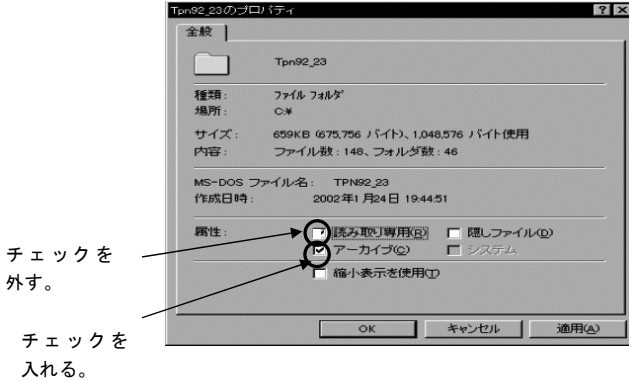 Tpn92_23のプロパティ
全般
Tpn92_23
種類: ファイル フォルダ
場所: C:¥
サイズ: 659KB (675,756 バイト)、1,048,576 バイト使用
内容: ファイル数：148、フォルダ数：46
MS-DOS ファイル名: TPN92_23
作成日時: 2002年1月24日 19:44:51
属性: 読み取り専用(R) 隠しファイル(D)
アーカイブ(C) システム
縮小表示を使用(T)
OK キャンセル 適用(A)
チェックを
外す。
チェックを
入れる。